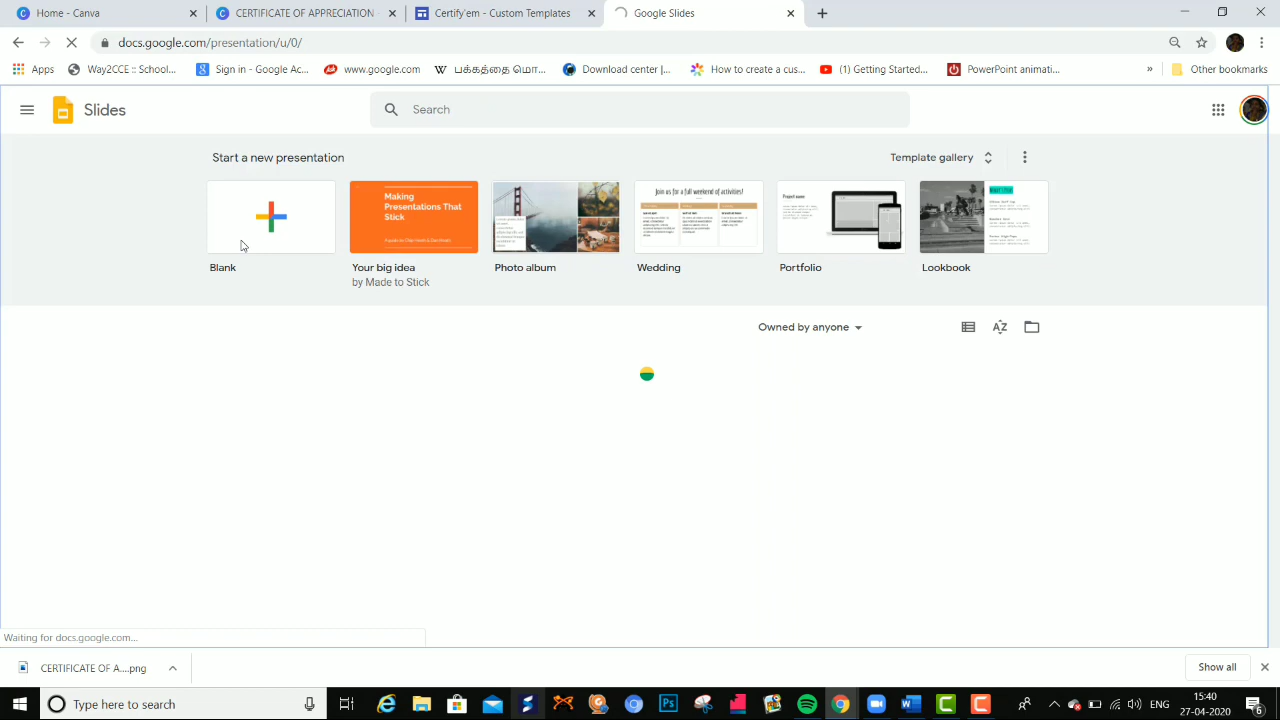 Home - Canva
CERTIFICATE OF APPRECIATION -
Certify'em - Custom Templates
Google Slides
docs.google.com/presentation/u/0/
Apps
Way2CCE :: School...
Sign in - Google Ac...
www.google.com
Download center |...
How to create a cus...
(1) Getting Started...
PowerPoint animati...
»
Other bookmarks
Slides
Search
Start a new presentation
Template gallery
Making
Presentations That
Stick
Join us for a full weekend of activities!
Project name
Blank
Your big idea
by Made to Stick
Photo album
Wedding
Portfolio
Lookbook
Owned by anyone
AZ
Waiting for docs.google.com...
CERTIFICATE OF A....png
Show all
Type here to search
Ps
ENG
15:40
27-04-2020
6